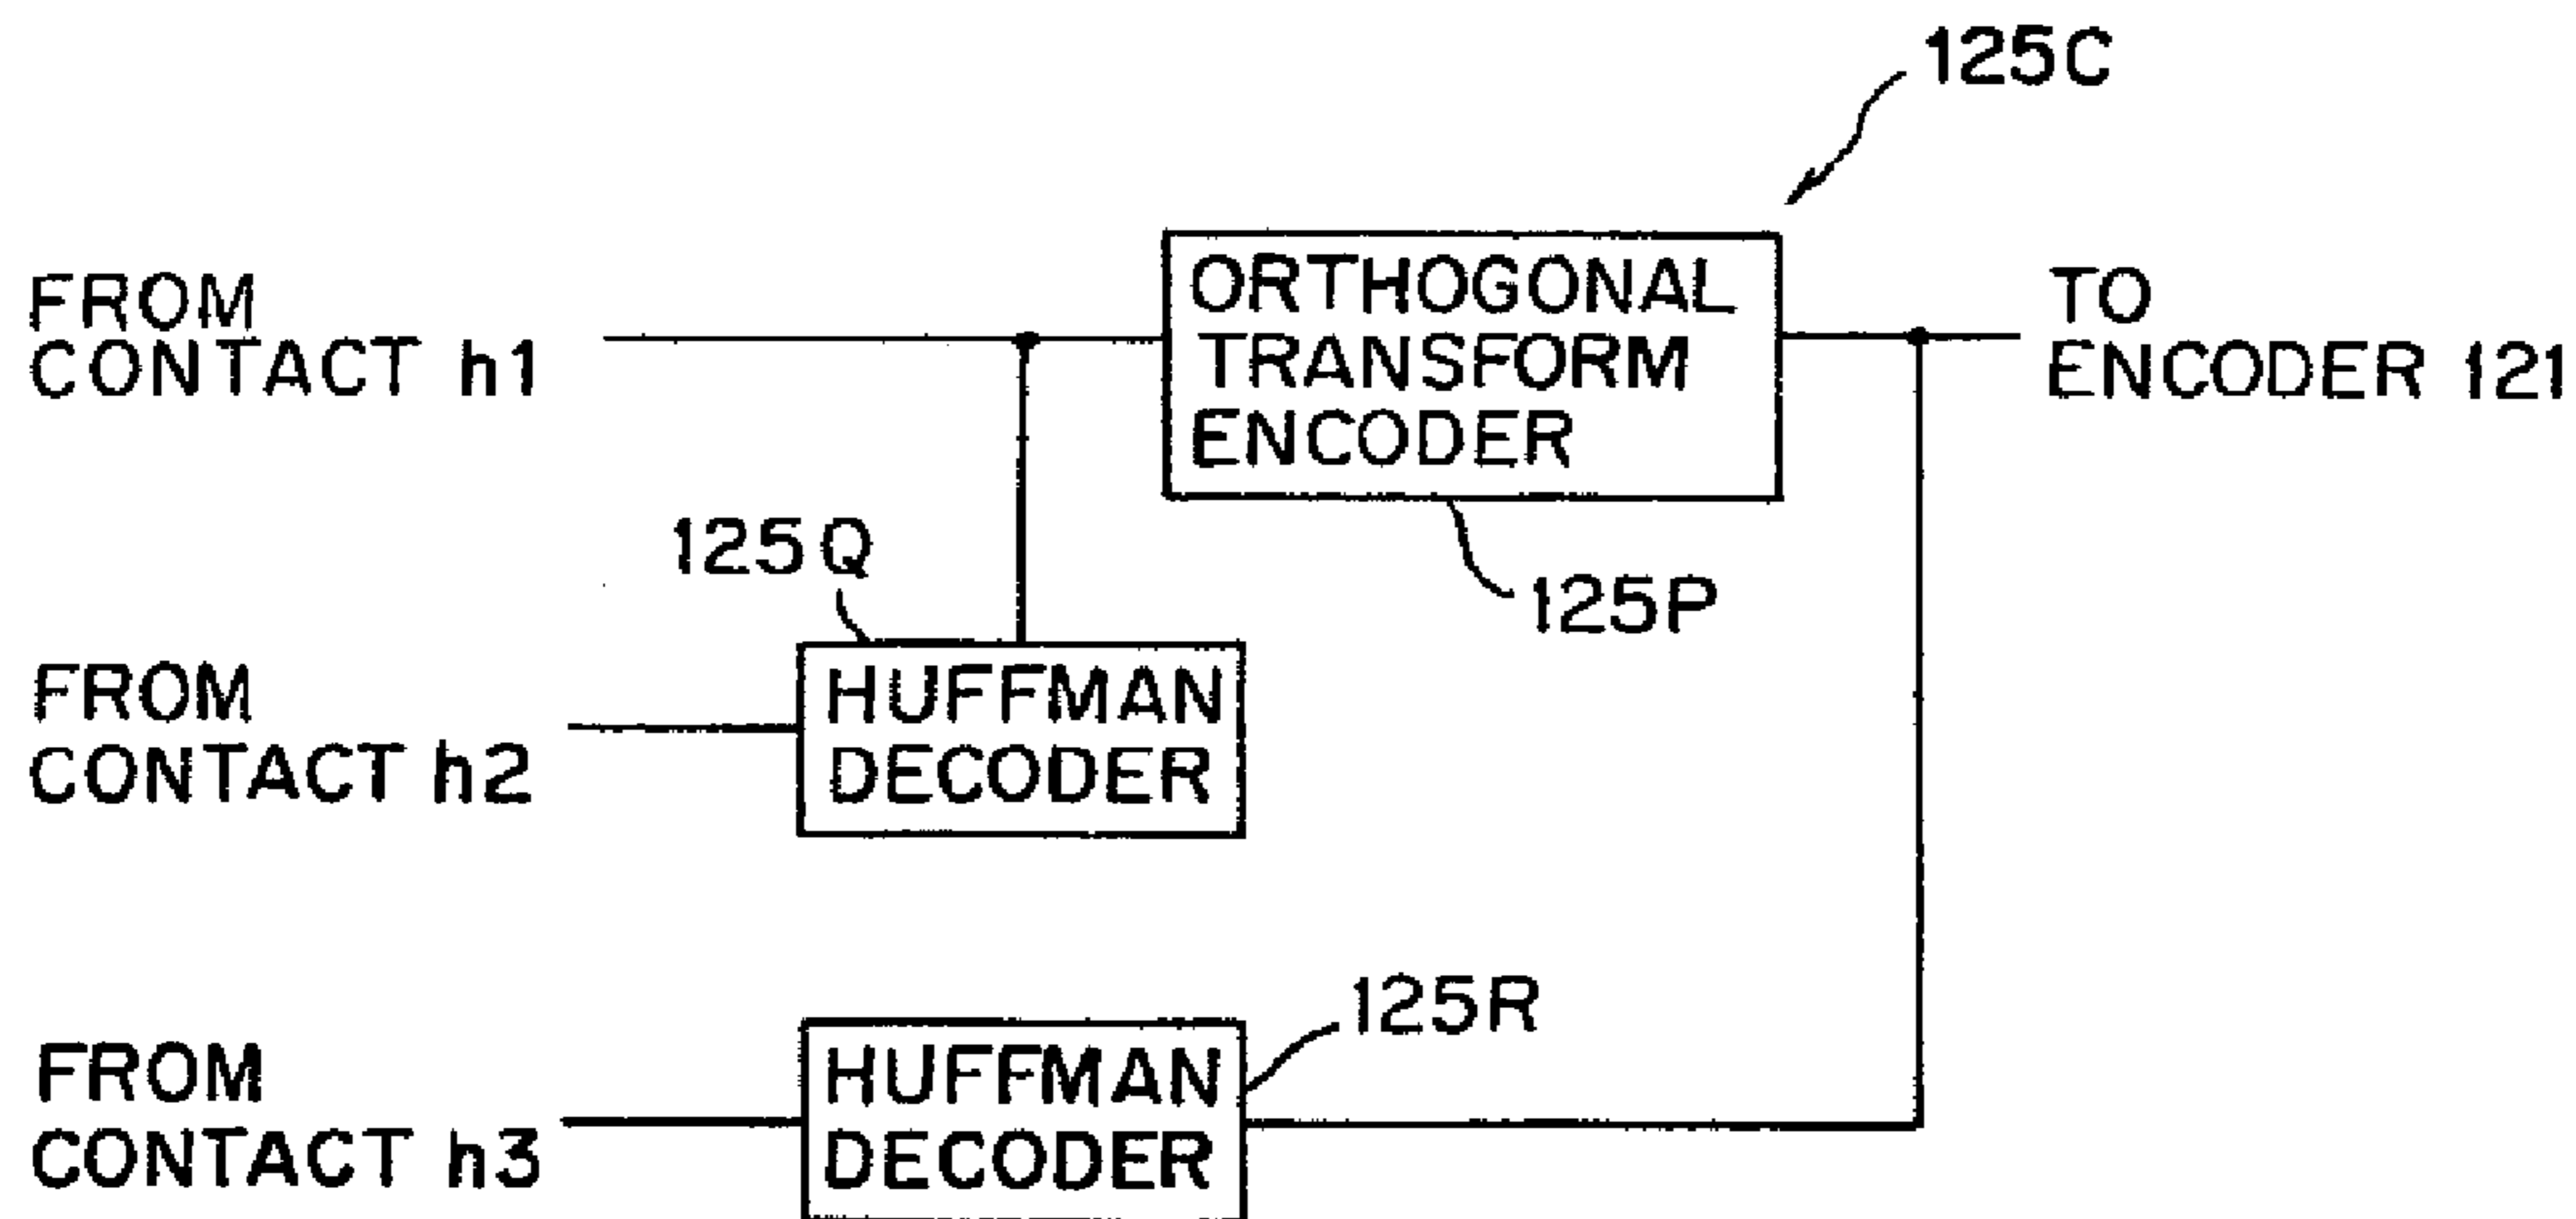 125C
FROM
CONTACT h1
ORTHOGONAL
TRANSFORM
ENCODER
TO
ENCODER 121
125Q
125P
FROM
CONTACT h2
HUFFMAN
DECODER
125R
FROM
CONTACT h3
HUFFMAN
DECODER